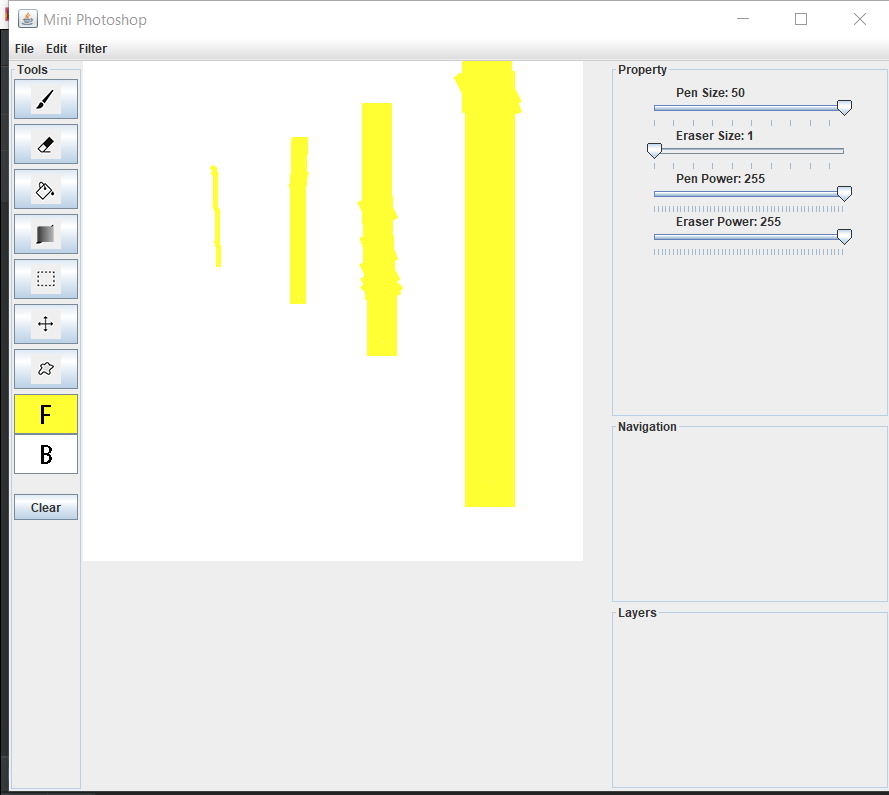 Mini Photoshop
File Edit Filter
Tools
F
B
Clear
Property
Pen Size: 50
Eraser Size: 1
Pen Power: 255
Eraser Power: 255
Navigation
Layers